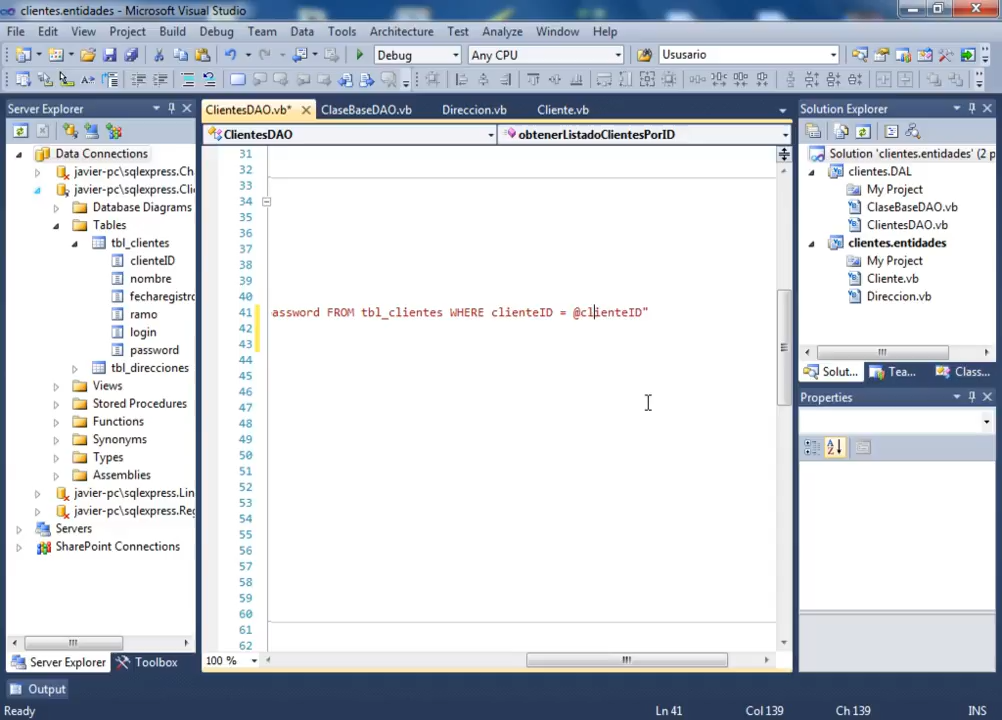 clientes.entidades - Microsoft Visual Studio
File Edit View Project Build Debug Team Data Tools Architecture Test Analyze Window Help
Debug Any CPU Ususario
Server Explorer
Data Connections
javier-pc\sqlexpress.Ch
javier-pc\sqlexpress.Cli
Database Diagrams
Tables
tbl_clientes
clienteID
nombre
fecharegistro
ramo
login
password
tbl_direcciones
Views
Stored Procedures
Functions
Synonyms
Types
Assemblies
javier-pc\sqlexpress.Lin
javier-pc\sqlexpress.Reg
Servers
SharePoint Connections
Server Explorer Toolbox
ClientesDAO.vb* ClaseBaseDAO.vb Direccion.vb Cliente.vb
ClientesDAO obtenerListadoClientesPorID
31
32
33
34
35
36
37
38
39
40
41 assword FROM tbl_clientes WHERE clienteID = @clienteID"
42
43
44
45
46
47
48
49
50
51
52
53
54
55
56
57
58
59
60
61
62
100 %
Solution Explorer
Solution 'clientes.entidades' (2 p
clientes.DAL
My Project
ClaseBaseDAO.vb
ClientesDAO.vb
clientes.entidades
My Project
Cliente.vb
Direccion.vb
Solut... Tea... Class...
Properties
Output
Ready Ln 41 Col 139 Ch 139 INS